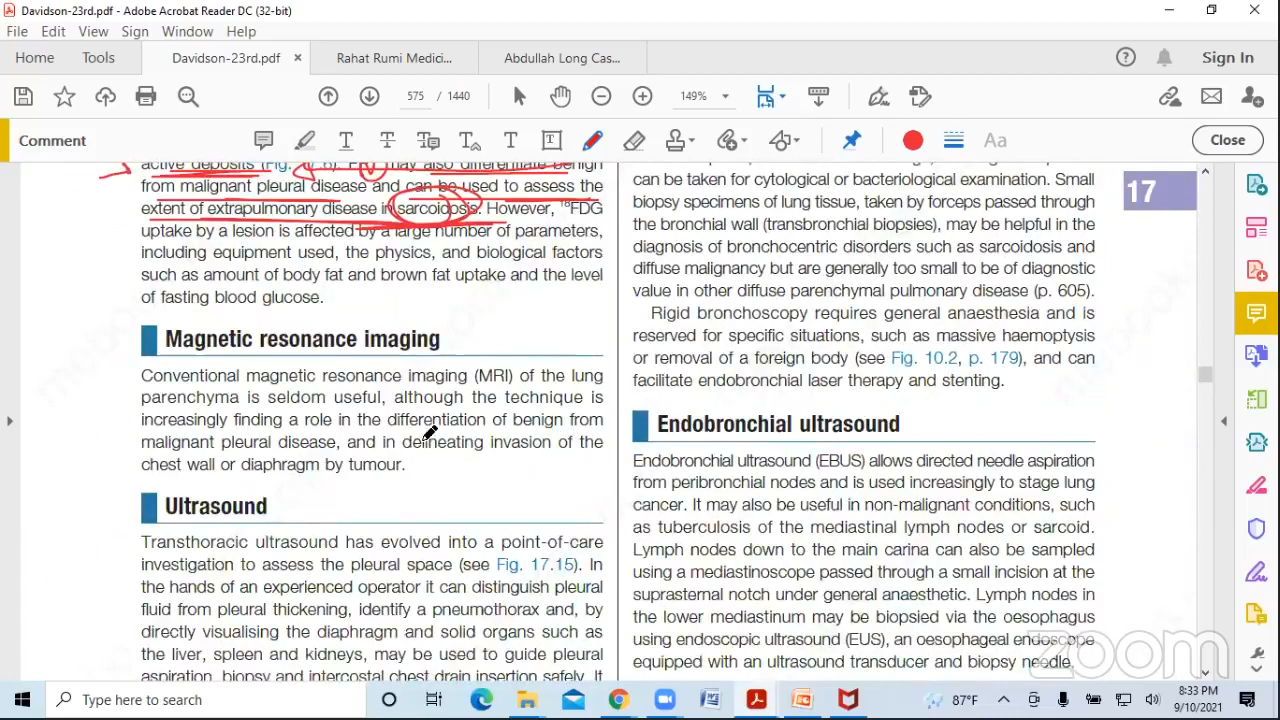 Davidson-23rd.pdf - Adobe Acrobat Reader DC (32-bit)
File Edit View Sign Window Help
Home Tools Davidson-23rd.pdf × Rahat Rumi Medici... Abdullah Long Cas... Sign In
575 / 1440 149%
Comment Close
active deposits (Fig. may also differentiate benign
from malignant pleural disease and can be used to assess the
extent of extrapulmonary disease in sarcoidosis. However, ¹⁸FDG
uptake by a lesion is affected by a large number of parameters,
including equipment used, the physics, and biological factors
such as amount of body fat and brown fat uptake and the level
of fasting blood glucose.
Magnetic resonance imaging
Conventional magnetic resonance imaging (MRI) of the lung
parenchyma is seldom useful, although the technique is
increasingly finding a role in the differentiation of benign from
malignant pleural disease, and in delineating invasion of the
chest wall or diaphragm by tumour.
Ultrasound
Transthoracic ultrasound has evolved into a point-of-care
investigation to assess the pleural space (see Fig. 17.15). In
the hands of an experienced operator it can distinguish pleural
fluid from pleural thickening, identify a pneumothorax and, by
directly visualising the diaphragm and solid organs such as
the liver, spleen and kidneys, may be used to guide pleural
aspiration, biopsy and intercostal chest drain insertion safely. It
can be taken for cytological or bacteriological examination. Small
biopsy specimens of lung tissue, taken by forceps passed through
the bronchial wall (transbronchial biopsies), may be helpful in the
diagnosis of bronchocentric disorders such as sarcoidosis and
diffuse malignancy but are generally too small to be of diagnostic
value in other diffuse parenchymal pulmonary disease (p. 605).
Rigid bronchoscopy requires general anaesthesia and is
reserved for specific situations, such as massive haemoptysis
or removal of a foreign body (see Fig. 10.2, p. 179), and can
facilitate endobronchial laser therapy and stenting.
Endobronchial ultrasound
Endobronchial ultrasound (EBUS) allows directed needle aspiration
from peribronchial nodes and is used increasingly to stage lung
cancer. It may also be useful in non-malignant conditions, such
as tuberculosis of the mediastinal lymph nodes or sarcoid.
Lymph nodes down to the main carina can also be sampled
using a mediastinoscope passed through a small incision at the
suprasternal notch under general anaesthetic. Lymph nodes in
the lower mediastinum may be biopsied via the oesophagus
using endoscopic ultrasound (EUS), an oesophageal endoscope
equipped with an ultrasound transducer and biopsy needle.
17
zoom
Type here to search
87°F
8:33 PM
9/10/2021